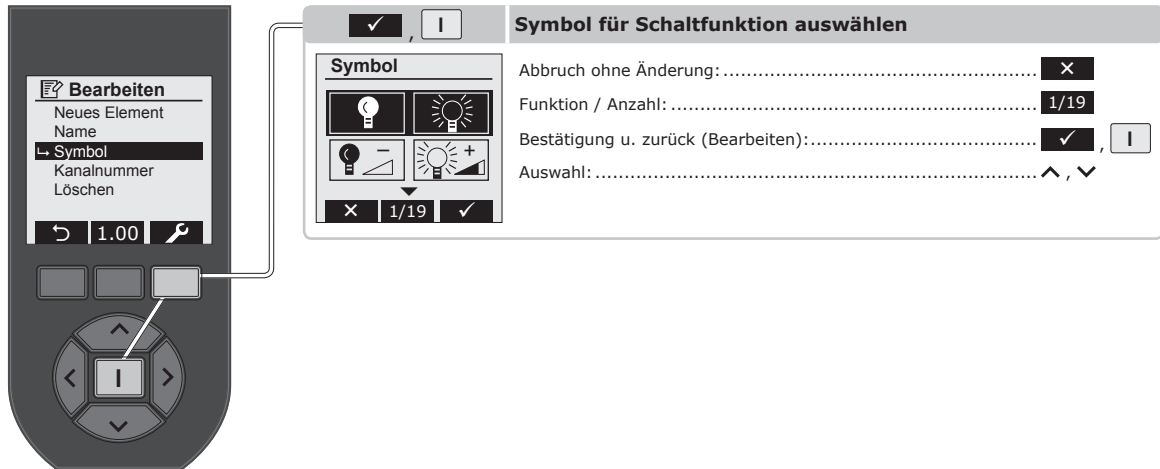 Bearbeiten
Neues Element
Name
Symbol
Kanalnummer
Löschen
1.00
I
✓ , I
Symbol für Schaltfunktion auswählen
Symbol
− +
× 1/19 ✓
Abbruch ohne Änderung: ×
Funktion / Anzahl: 1/19
Bestätigung u. zurück (Bearbeiten): ✓ , I
Auswahl: ∧ , ∨